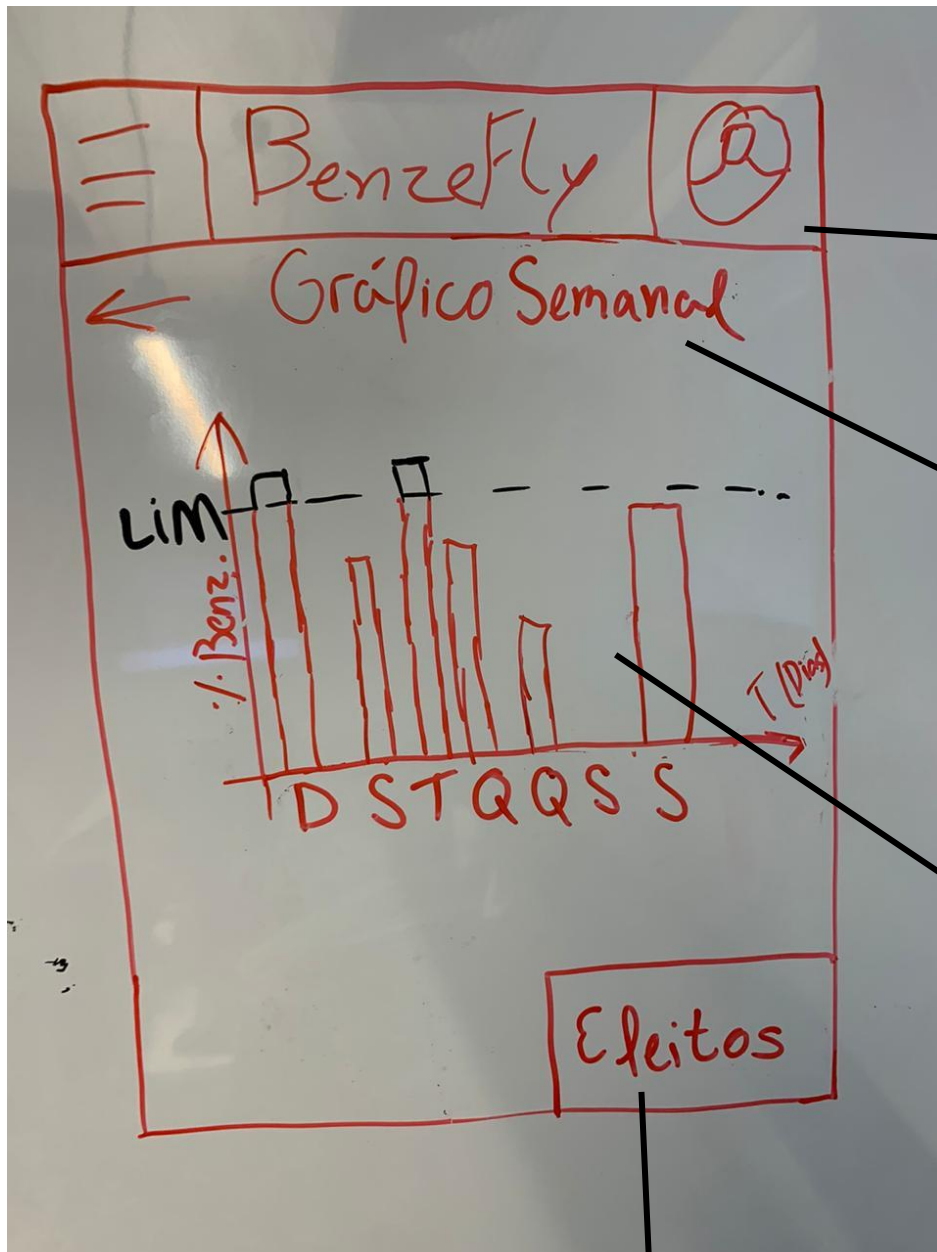 BenzeFly
Gráfico Semanal
LiM
% Benz.
T (Dias)
D S T Q Q S S
Efeitos